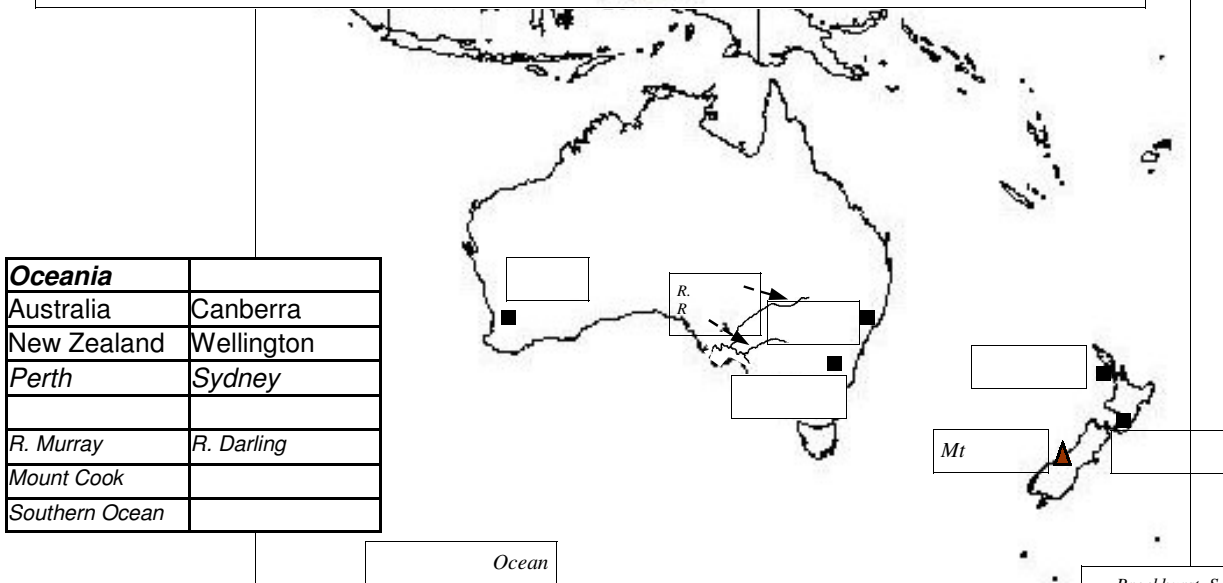 Oceania
Australia Canberra
New Zealand Wellington
Perth Sydney
R. Murray R. Darling
Mount Cook
Southern Ocean
R.
R
Mt
Ocean